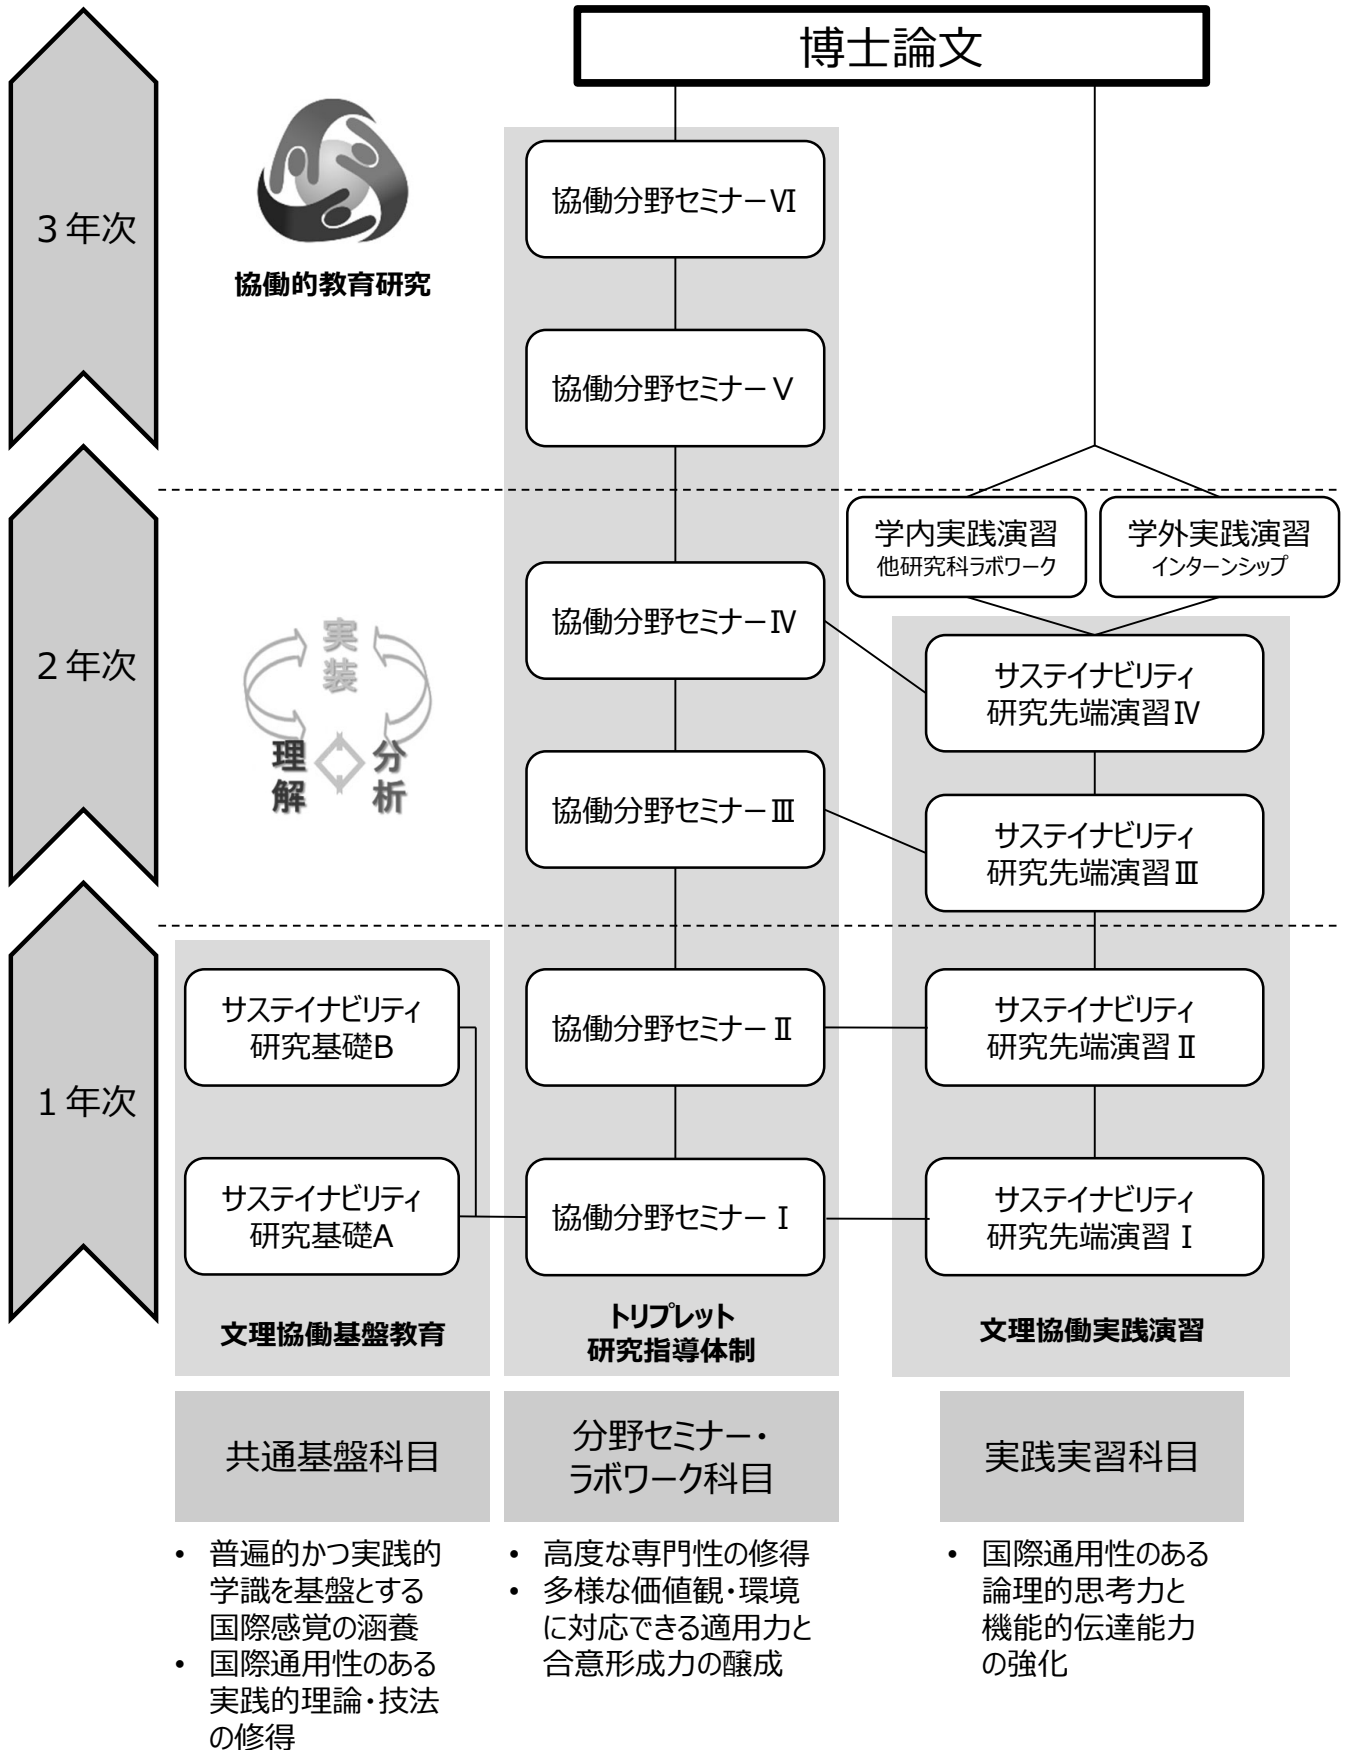 博士論文
3年次
協働的教育研究
協働分野セミナーⅥ
協働分野セミナーⅤ
2年次
実装
理解
分析
協働分野セミナーⅣ
協働分野セミナーⅢ
学内実践演習
他研究科ラボワーク
学外実践演習
インターンシップ
サステイナビリティ
研究先端演習Ⅳ
サステイナビリティ
研究先端演習Ⅲ
1年次
サステイナビリティ
研究基礎B
協働分野セミナーⅡ
サステイナビリティ
研究先端演習Ⅱ
サステイナビリティ
研究基礎A
協働分野セミナーⅠ
サステイナビリティ
研究先端演習Ⅰ
文理協働基盤教育
トリプレット
研究指導体制
文理協働実践演習
共通基盤科目
分野セミナー・
ラボワーク科目
実践実習科目
• 普遍的かつ実践的
学識を基盤とする
国際感覚の涵養
• 国際通用性のある
実践的理論・技法
の修得
• 高度な専門性の修得
• 多様な価値観・環境
に対応できる適用力と
合意形成力の醸成
• 国際通用性のある
論理的思考力と
機能的伝達能力
の強化